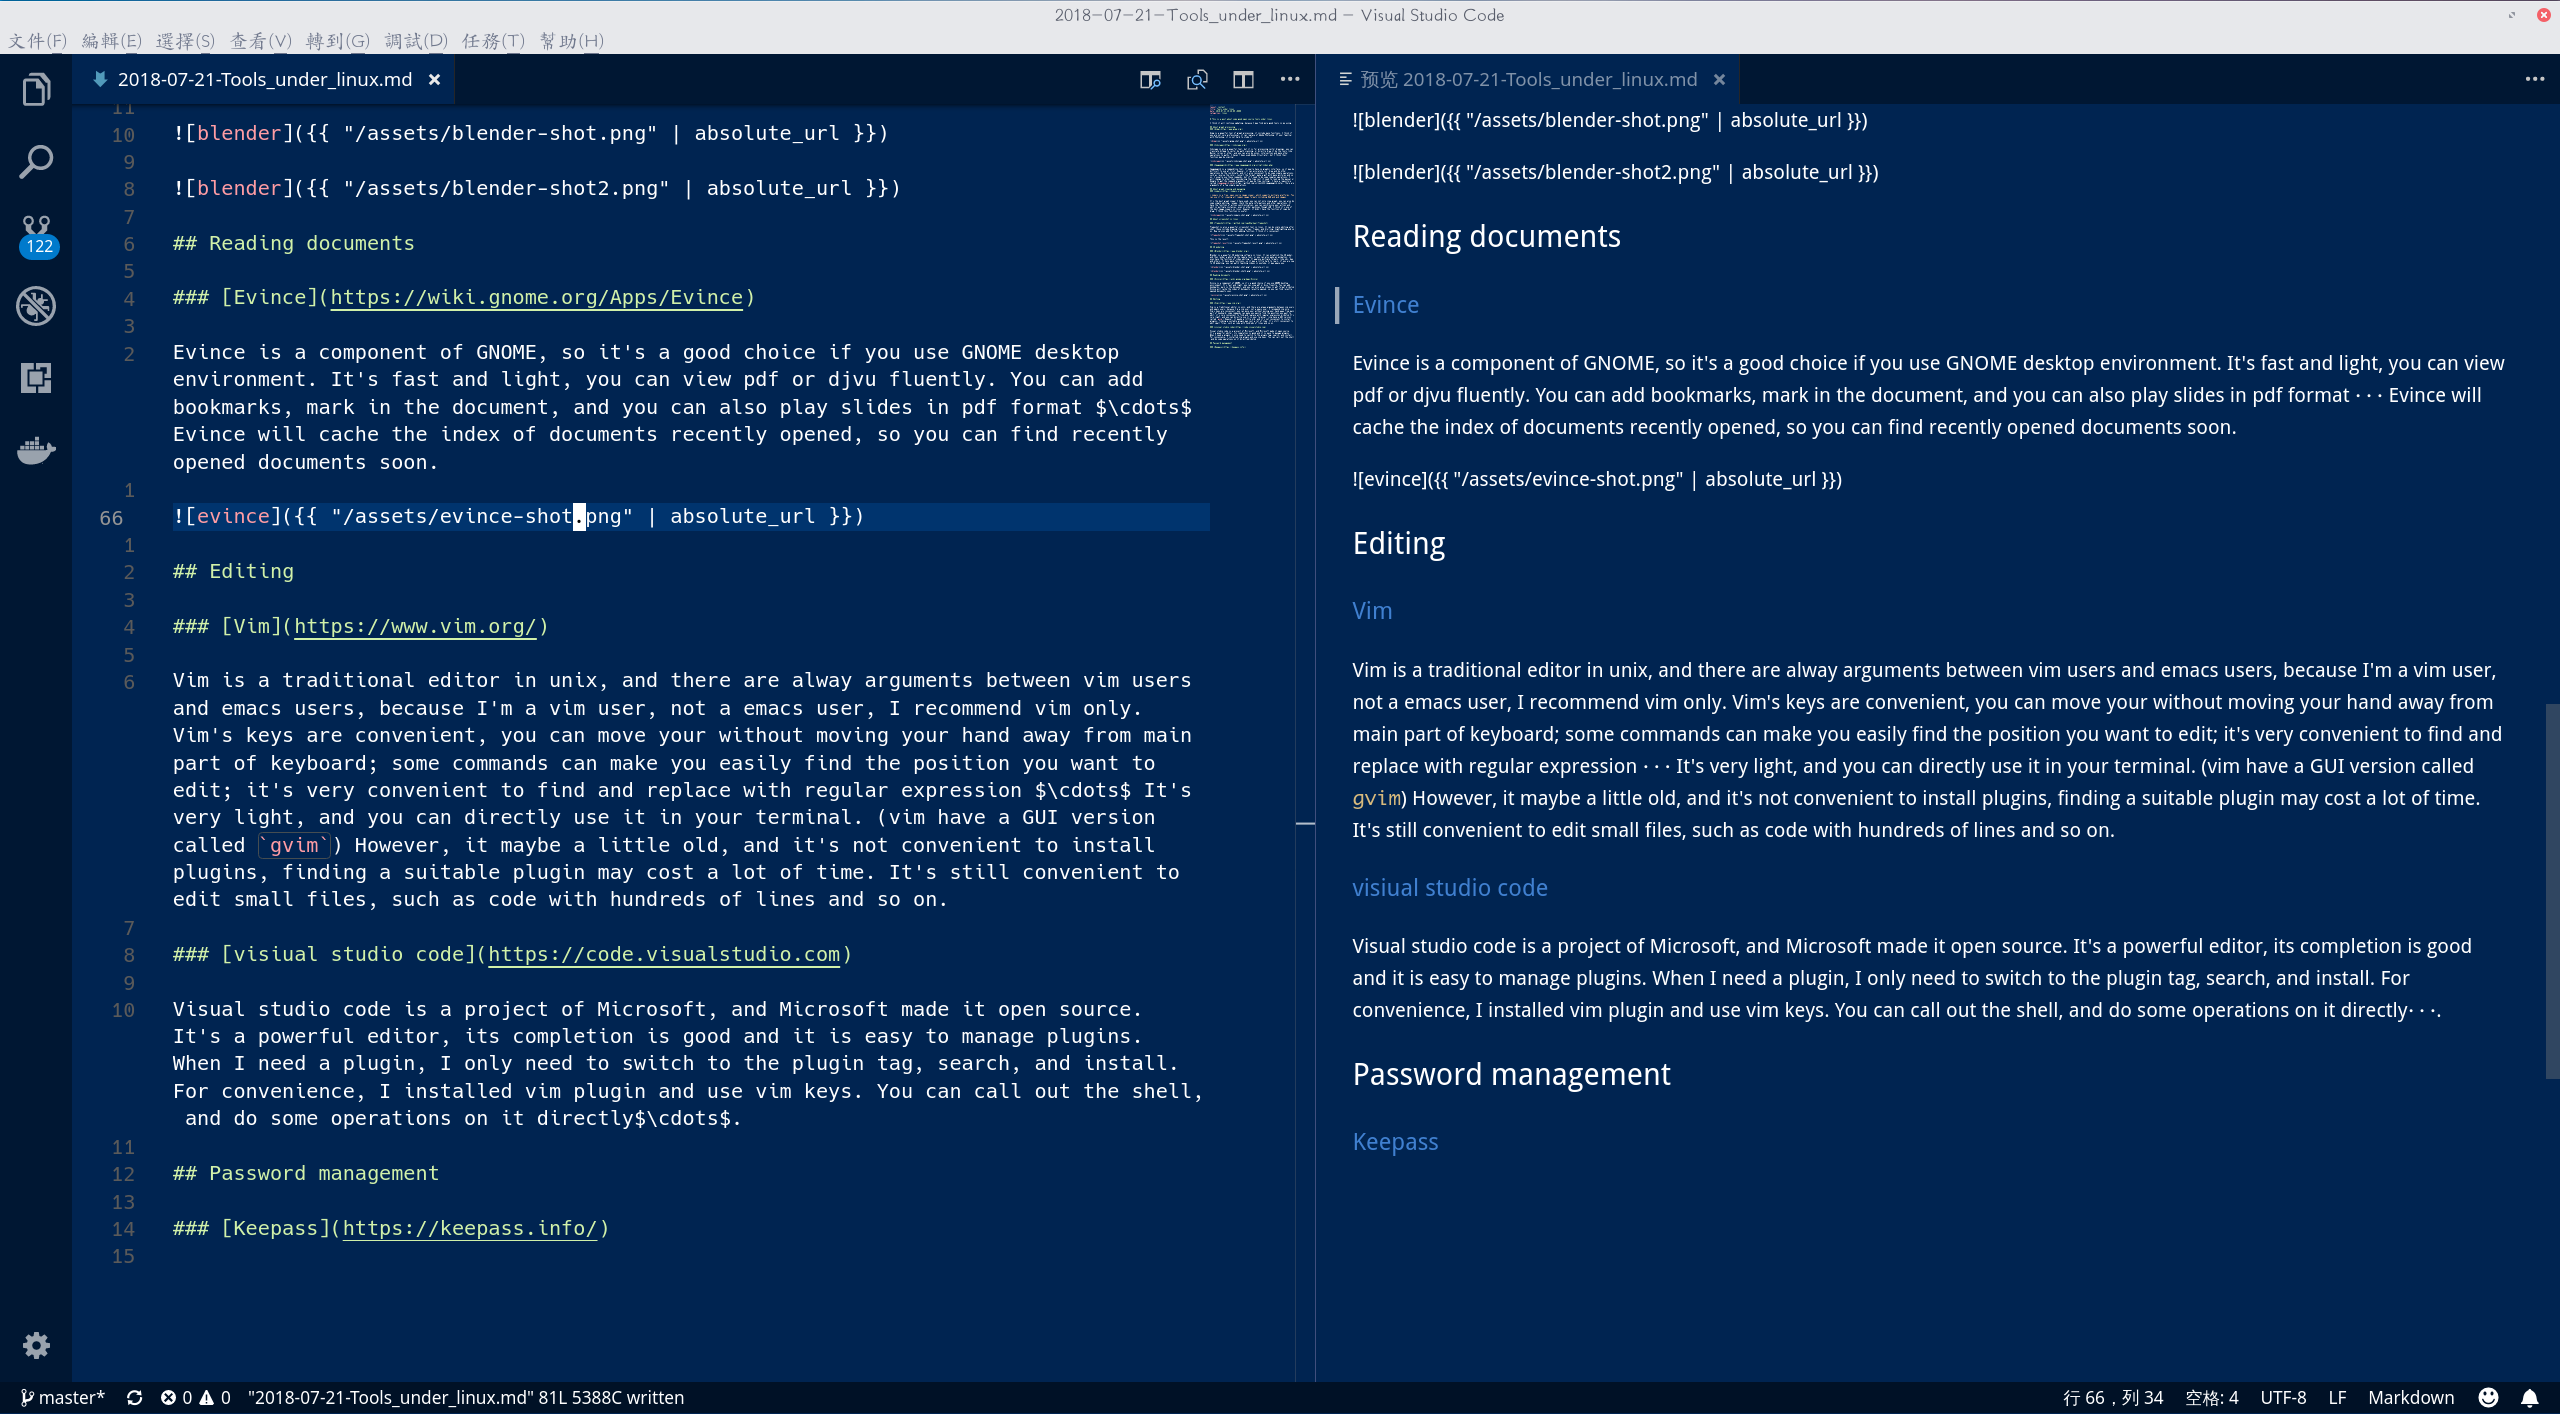 2018-07-21-Tools_under_linux.md - Visual Studio Code
文件(F) 編輯(E) 選擇(S) 查看(V) 轉到(G) 調試(D) 任務(T) 幫助(H)
2018-07-21-Tools_under_linux.md
预览 2018-07-21-Tools_under_linux.md
122
11
10 ![blender]({{ "/assets/blender-shot.png" | absolute_url }})
9
8 ![blender]({{ "/assets/blender-shot2.png" | absolute_url }})
7
6 ## Reading documents
5
4 ### [Evince](https://wiki.gnome.org/Apps/Evince)
3
2 Evince is a component of GNOME, so it's a good choice if you use GNOME desktop
environment. It's fast and light, you can view pdf or djvu fluently. You can add
bookmarks, mark in the document, and you can also play slides in pdf format $\cdots$
Evince will cache the index of documents recently opened, so you can find recently
opened documents soon.
1
66 ![evince]({{ "/assets/evince-shot.png" | absolute_url }})
1
2 ## Editing
3
4 ### [Vim](https://www.vim.org/)
5
6 Vim is a traditional editor in unix, and there are alway arguments between vim users
and emacs users, because I'm a vim user, not a emacs user, I recommend vim only.
Vim's keys are convenient, you can move your without moving your hand away from main
part of keyboard; some commands can make you easily find the position you want to
edit; it's very convenient to find and replace with regular expression $\cdots$ It's
very light, and you can directly use it in your terminal. (vim have a GUI version
called `gvim`) However, it maybe a little old, and it's not convenient to install
plugins, finding a suitable plugin may cost a lot of time. It's still convenient to
edit small files, such as code with hundreds of lines and so on.
7
8 ### [visiual studio code](https://code.visualstudio.com)
9
10 Visual studio code is a project of Microsoft, and Microsoft made it open source.
It's a powerful editor, its completion is good and it is easy to manage plugins.
When I need a plugin, I only need to switch to the plugin tag, search, and install.
For convenience, I installed vim plugin and use vim keys. You can call out the shell,
and do some operations on it directly$\cdots$.
11
12 ## Password management
13
14 ### [Keepass](https://keepass.info/)
15
![blender]({{ "/assets/blender-shot.png" | absolute_url }})
![blender]({{ "/assets/blender-shot2.png" | absolute_url }})
Reading documents
Evince
Evince is a component of GNOME, so it's a good choice if you use GNOME desktop environment. It's fast and light, you can view
pdf or djvu fluently. You can add bookmarks, mark in the document, and you can also play slides in pdf format ··· Evince will
cache the index of documents recently opened, so you can find recently opened documents soon.
![evince]({{ "/assets/evince-shot.png" | absolute_url }})
Editing
Vim
Vim is a traditional editor in unix, and there are alway arguments between vim users and emacs users, because I'm a vim user,
not a emacs user, I recommend vim only. Vim's keys are convenient, you can move your without moving your hand away from
main part of keyboard; some commands can make you easily find the position you want to edit; it's very convenient to find and
replace with regular expression ··· It's very light, and you can directly use it in your terminal. (vim have a GUI version called
gvim) However, it maybe a little old, and it's not convenient to install plugins, finding a suitable plugin may cost a lot of time.
It's still convenient to edit small files, such as code with hundreds of lines and so on.
visiual studio code
Visual studio code is a project of Microsoft, and Microsoft made it open source. It's a powerful editor, its completion is good
and it is easy to manage plugins. When I need a plugin, I only need to switch to the plugin tag, search, and install. For
convenience, I installed vim plugin and use vim keys. You can call out the shell, and do some operations on it directly···.
Password management
Keepass
master* 0 0 "2018-07-21-Tools_under_linux.md" 81L 5388C written
行 66，列 34 空格: 4 UTF-8 LF Markdown